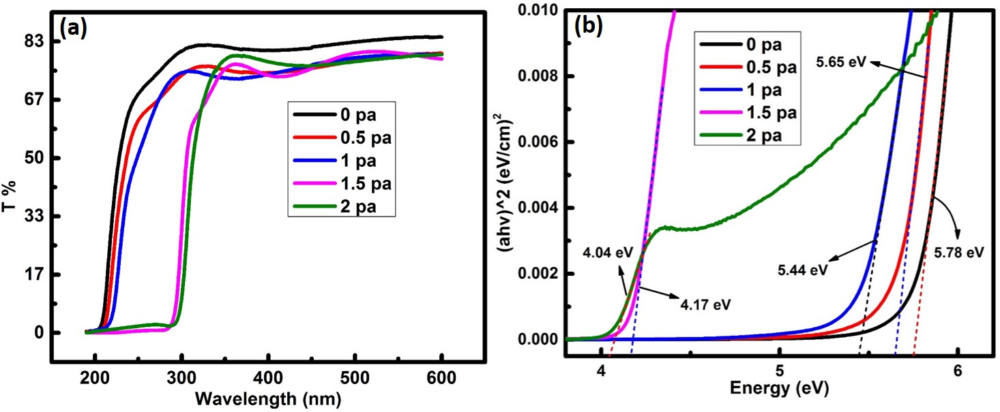 (a)
T %
83
67
50
33
17
0
0 pa
0.5 pa
1 pa
1.5 pa
2 pa
200 300 400 500 600
Wavelength (nm)
(b)
(ahv)^2 (eV/cm)²
0.010
0.008
0.006
0.004
0.002
0.000
0 pa
0.5 pa
1 pa
1.5 pa
2 pa
5.65 eV
4.04 eV
4.17 eV
5.44 eV
5.78 eV
4 5 6
Energy (eV)